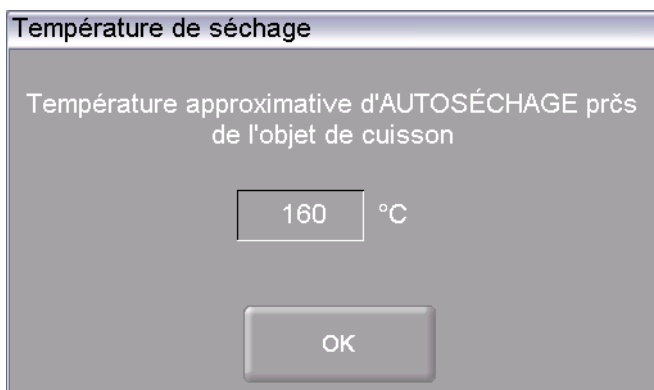 Température de séchage
Température approximative d'AUTOSÉCHAGE prčs
de l'objet de cuisson
160 °C
OK